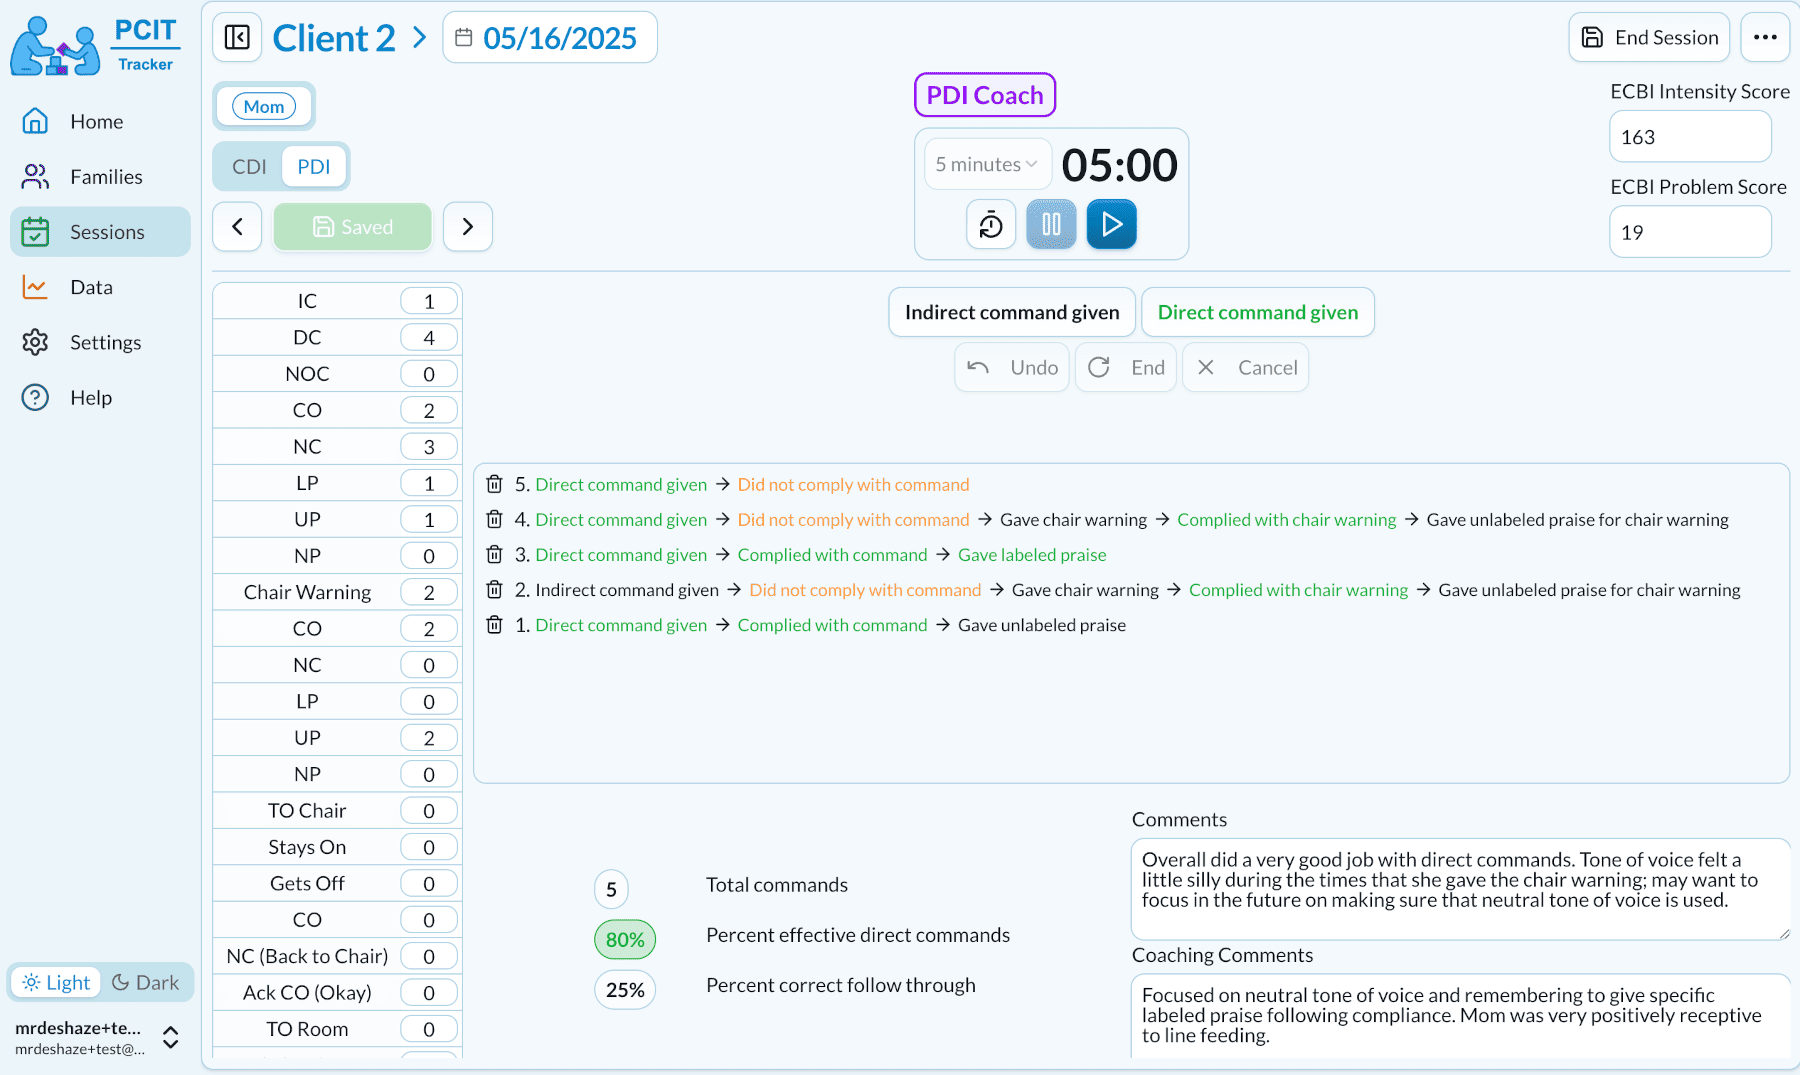 PCIT
Tracker
Home
Families
Sessions
Data
Settings
Help
Light
Dark
mrdeshaze+te...
mrdeshaze+test@...
Client 2
05/16/2025
End Session
Mom
CDI
PDI
Saved
PDI Coach
5 minutes
05:00
ECBI Intensity Score
163
ECBI Problem Score
19
IC 1
DC 4
NOC 0
CO 2
NC 3
LP 1
UP 1
NP 0
Chair Warning 2
CO 2
NC 0
LP 0
UP 2
NP 0
TO Chair 0
Stays On 0
Gets Off 0
CO 0
NC (Back to Chair) 0
Ack CO (Okay) 0
TO Room 0
Indirect command given
Direct command given
Undo
End
Cancel
5. Direct command given → Did not comply with command
4. Direct command given → Did not comply with command → Gave chair warning → Complied with chair warning → Gave unlabeled praise for chair warning
3. Direct command given → Complied with command → Gave labeled praise
2. Indirect command given → Did not comply with command → Gave chair warning → Complied with chair warning → Gave unlabeled praise for chair warning
1. Direct command given → Complied with command → Gave unlabeled praise
5 Total commands
80% Percent effective direct commands
25% Percent correct follow through
Comments
Overall did a very good job with direct commands. Tone of voice felt a
little silly during the times that she gave the chair warning; may want to
focus in the future on making sure that neutral tone of voice is used.
Coaching Comments
Focused on neutral tone of voice and remembering to give specific
labeled praise following compliance. Mom was very positively receptive
to line feeding.